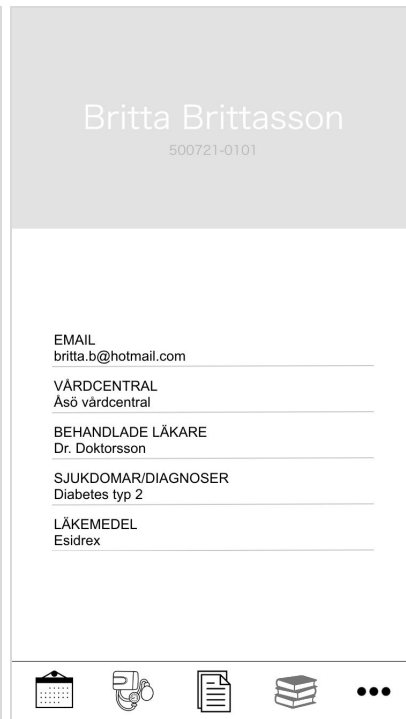 Britta Brittasson
500721-0101
EMAIL
britta.b@hotmail.com
VÅRDCENTRAL
Åsö vårdcentral
BEHANDLADE LÄKARE
Dr. Doktorsson
SJUKDOMAR/DIAGNOSER
Diabetes typ 2
LÄKEMEDEL
Esidrex